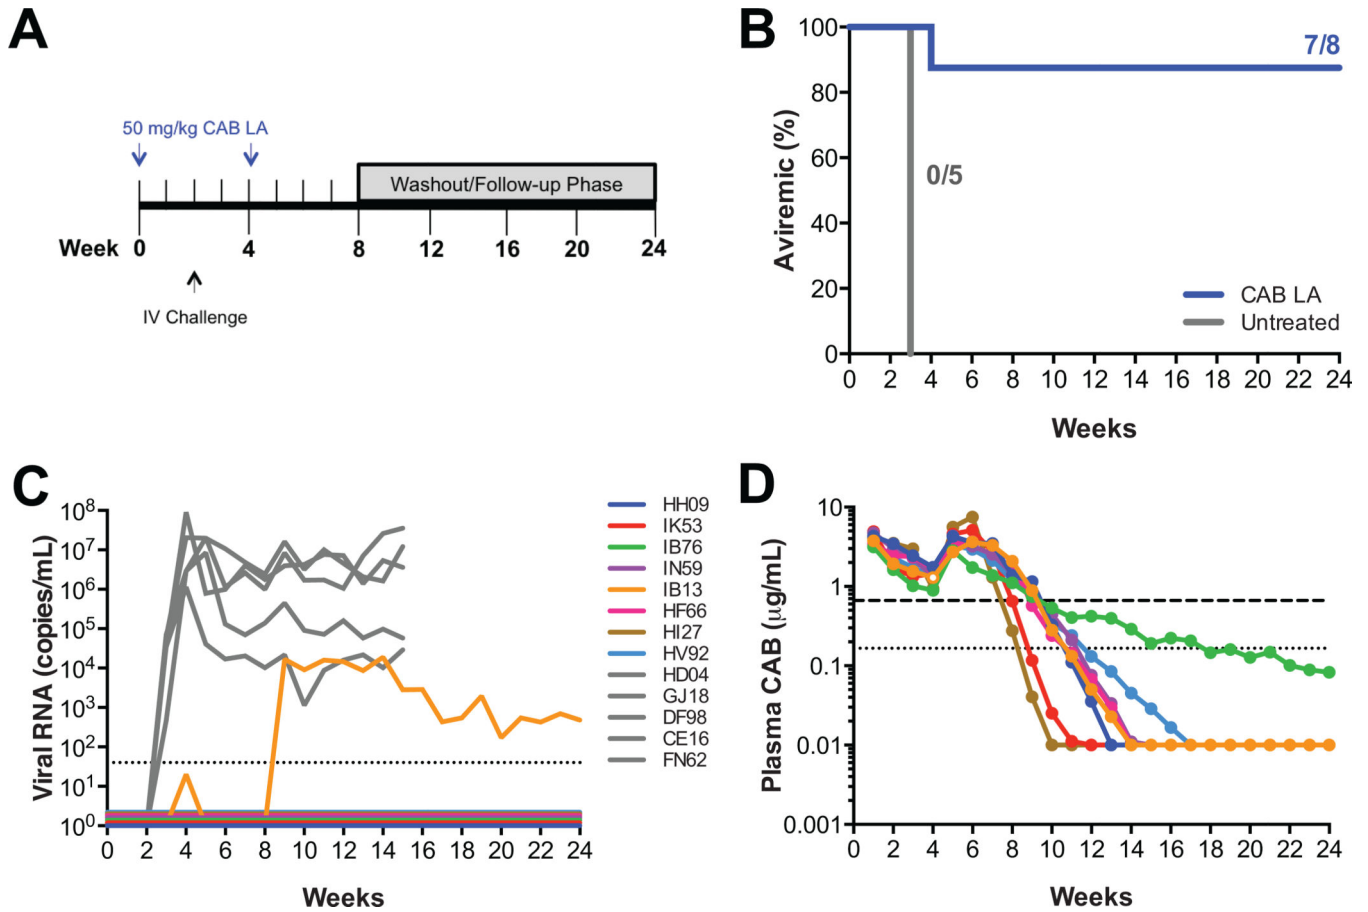 A
50 mg/kg CAB LA
Washout/Follow-up Phase
Week 0 4 8 12 16 20 24
IV Challenge
B
Aviremic (%)
100
80
60
40
20
0
7/8
0/5
CAB LA
Untreated
0 2 4 6 8 10 12 14 16 18 20 22 24
Weeks
C
Viral RNA (copies/mL)
10⁸
10⁷
10⁶
10⁵
10⁴
10³
10²
10¹
10⁰
0 2 4 6 8 10 12 14 16 18 20 22 24
Weeks
HH09
IK53
IB76
IN59
IB13
HF66
HI27
HV92
HD04
GJ18
DF98
CE16
FN62
D
Plasma CAB (μg/mL)
10
1
0.1
0.01
0.001
0 2 4 6 8 10 12 14 16 18 20 22 24
Weeks